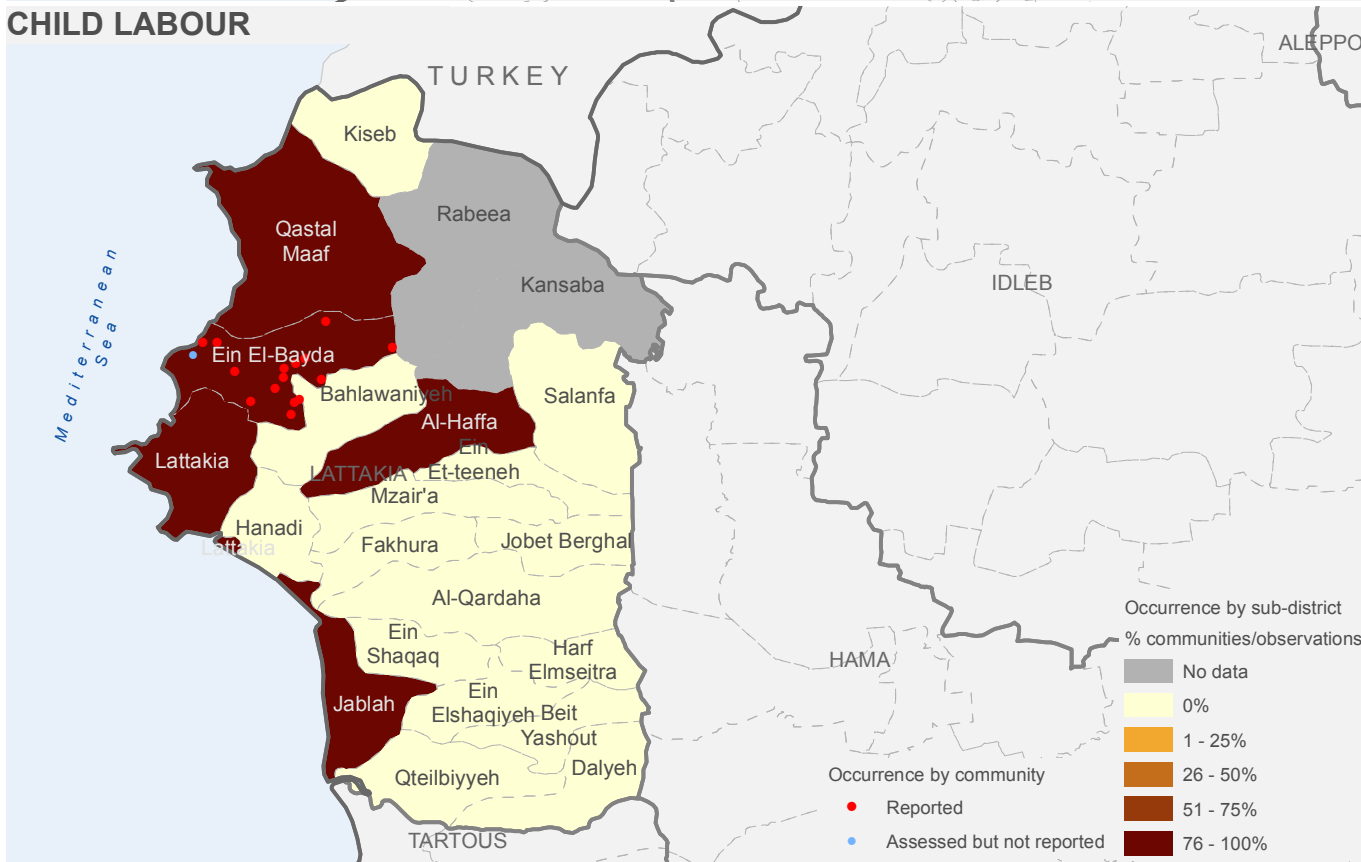 CHILD LABOUR
ALEPPO
TURKEY
Kiseb
Rabeea
Qastal
Maaf
Kansaba
IDLEB
Mediterranean
Sea
Ein El-Bayda
Bahlawaniyeh
Salanfa
Al-Haffa
Ein
Et-teeneh
Lattakia
LATTAKIA
Mzair'a
Hanadi
Lattakia
Fakhura
Jobet Berghal
Al-Qardaha
Ein
Shaqaq
Harf
Elmseitra
HAMA
Jablah
Ein
Elshaqiyeh
Beit
Yashout
Qteilbiyyeh
Dalyeh
TARTOUS
Occurrence by sub-district
% communities/observations
No data
0%
1 - 25%
26 - 50%
51 - 75%
76 - 100%
Occurrence by community
Reported
Assessed but not reported